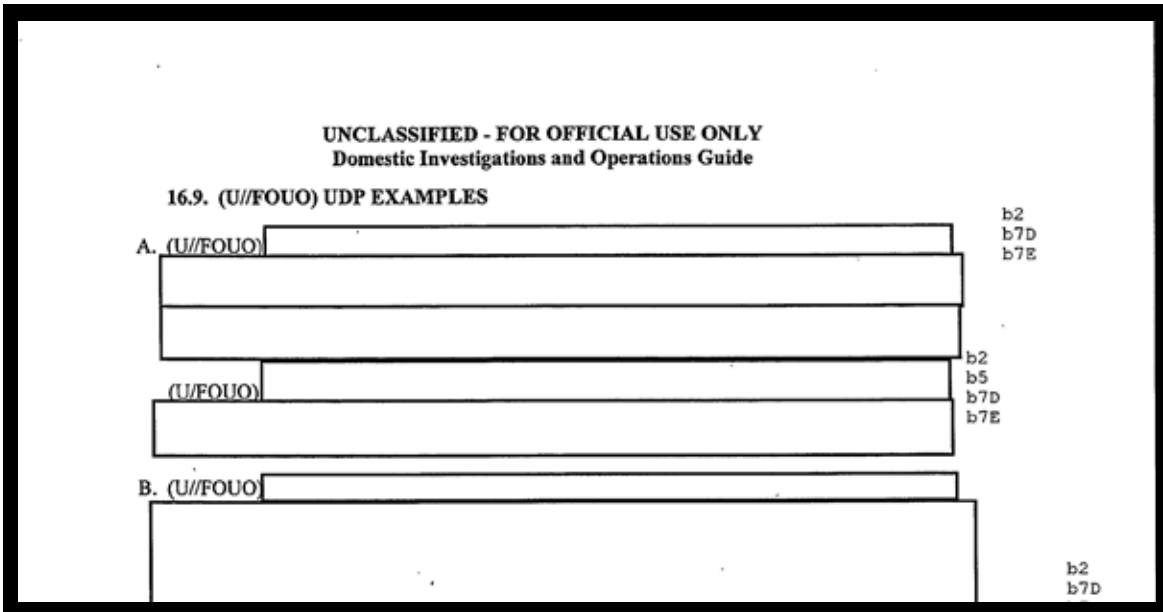 UNCLASSIFIED - FOR OFFICIAL USE ONLY
Domestic Investigations and Operations Guide
16.9. (U//FOUO) UDP EXAMPLES
b2
b7D
b7E
A. (U//FOUO)
b2
b5
b7D
b7E
(U/FOUO)
B. (U//FOUO)
b2
b7D